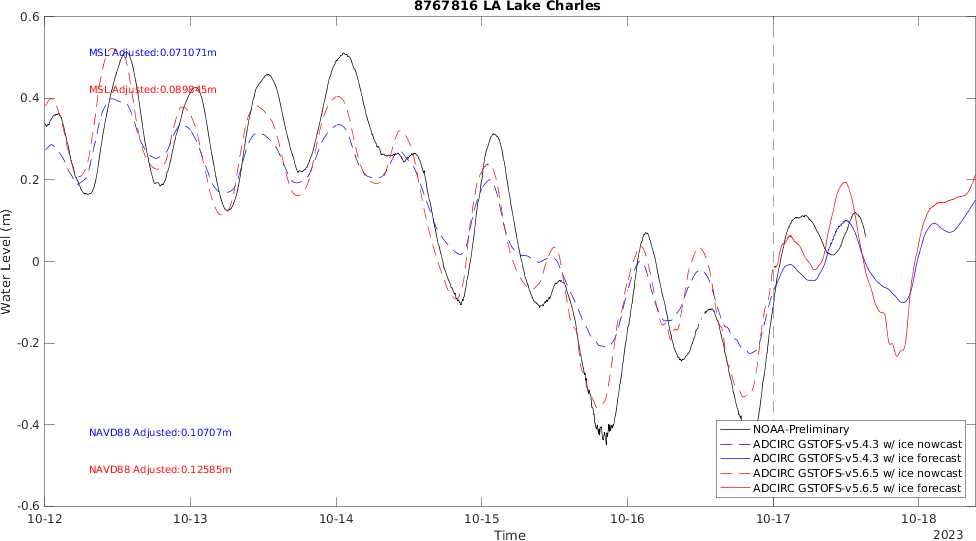 8767816 LA Lake Charles
0.6
MSL Adjusted:0.071071m
MSL Adjusted:0.089845m
0.4
0.2
Water Level (m)
0
-0.2
-0.4
NAVD88 Adjusted:0.10707m
NAVD88 Adjusted:0.12585m
-0.6
NOAA-Preliminary
ADCIRC GSTOFS-v5.4.3 w/ ice nowcast
ADCIRC GSTOFS-v5.4.3 w/ ice forecast
ADCIRC GSTOFS-v5.6.5 w/ ice nowcast
ADCIRC GSTOFS-v5.6.5 w/ ice forecast
10-12 10-13 10-14 10-15 10-16 10-17 10-18
Time
2023